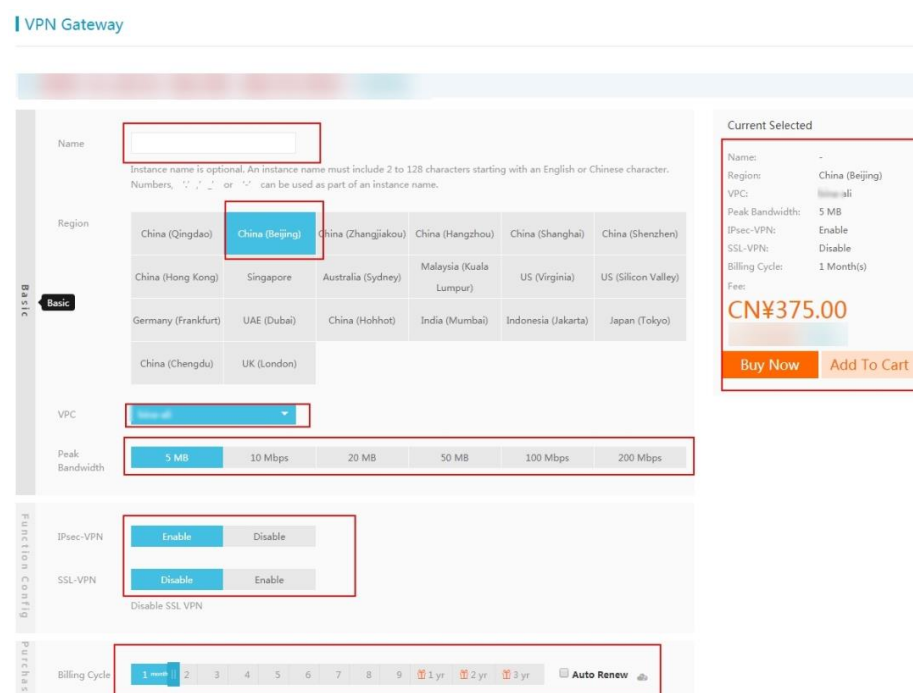 VPN Gateway
Name
Instance name is optional. An instance name must include 2 to 128 characters starting with an English or Chinese character.
Numbers, '.' ,'_' or '-' can be used as part of an instance name.
Region
China (Qingdao) China (Beijing) China (Zhangjiakou) China (Hangzhou) China (Shanghai) China (Shenzhen)
China (Hong Kong) Singapore Australia (Sydney) Malaysia (Kuala Lumpur) US (Virginia) US (Silicon Valley)
Germany (Frankfurt) UAE (Dubai) China (Hohhot) India (Mumbai) Indonesia (Jakarta) Japan (Tokyo)
China (Chengdu) UK (London)
Basic
Basic
VPC
Peak Bandwidth
5 MB 10 Mbps 20 MB 50 MB 100 Mbps 200 Mbps
Function Config
IPsec-VPN Enable Disable
SSL-VPN Disable Enable
Disable SSL VPN
Purchas
Billing Cycle 1 month 2 3 4 5 6 7 8 9 1 yr 2 yr 3 yr Auto Renew
Current Selected
Name: -
Region: China (Beijing)
VPC: ali
Peak Bandwidth: 5 MB
IPsec-VPN: Enable
SSL-VPN: Disable
Billing Cycle: 1 Month(s)
Fee:
CN¥375.00
Buy Now Add To Cart